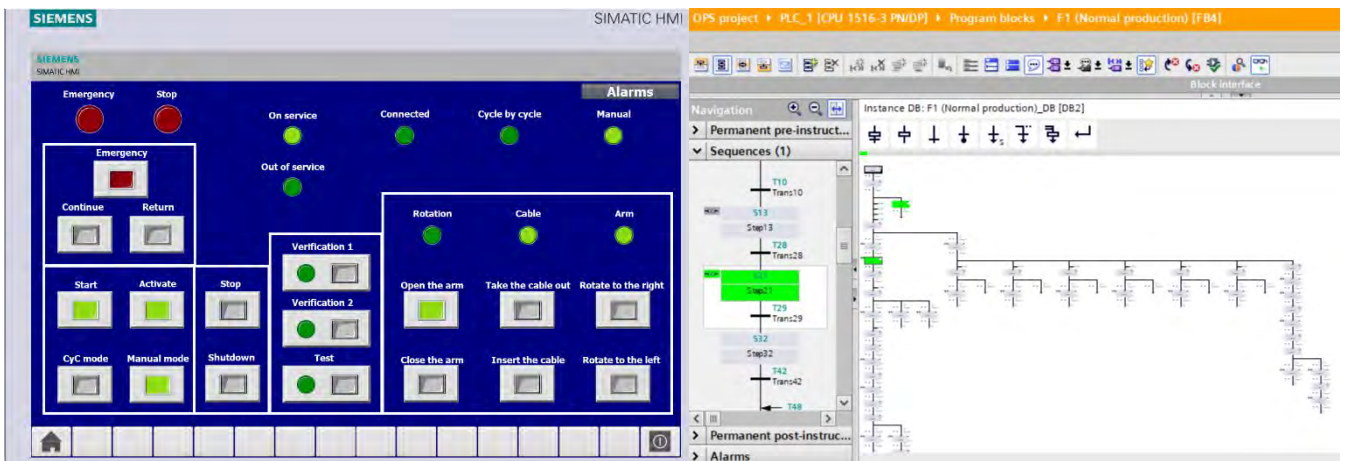 SIEMENS
SIMATIC HMI
SIEMENS
SIMATIC HMI
Alarms
Emergency
Stop
On service
Connected
Cycle by cycle
Manual
Emergency
Out of service
Continue
Return
Rotation
Cable
Arm
Verification 1
Start
Activate
Stop
Open the arm
Take the cable out
Rotate to the right
Verification 2
CyC mode
Manual mode
Shutdown
Test
Close the arm
Insert the cable
Rotate to the left
OPS project
PLC_1 [CPU 1516-3 PN/DP]
Program blocks
F1 (Normal production) [FB4]
Block interface
Navigation
Instance DB: F1 (Normal production)_DB [DB2]
Permanent pre-instruct...
Sequences (1)
T10
Trans10
S13
Step13
T28
Trans28
Step21
T29
Trans29
S32
Step32
T42
Trans42
T48
Permanent post-instruc...
Alarms